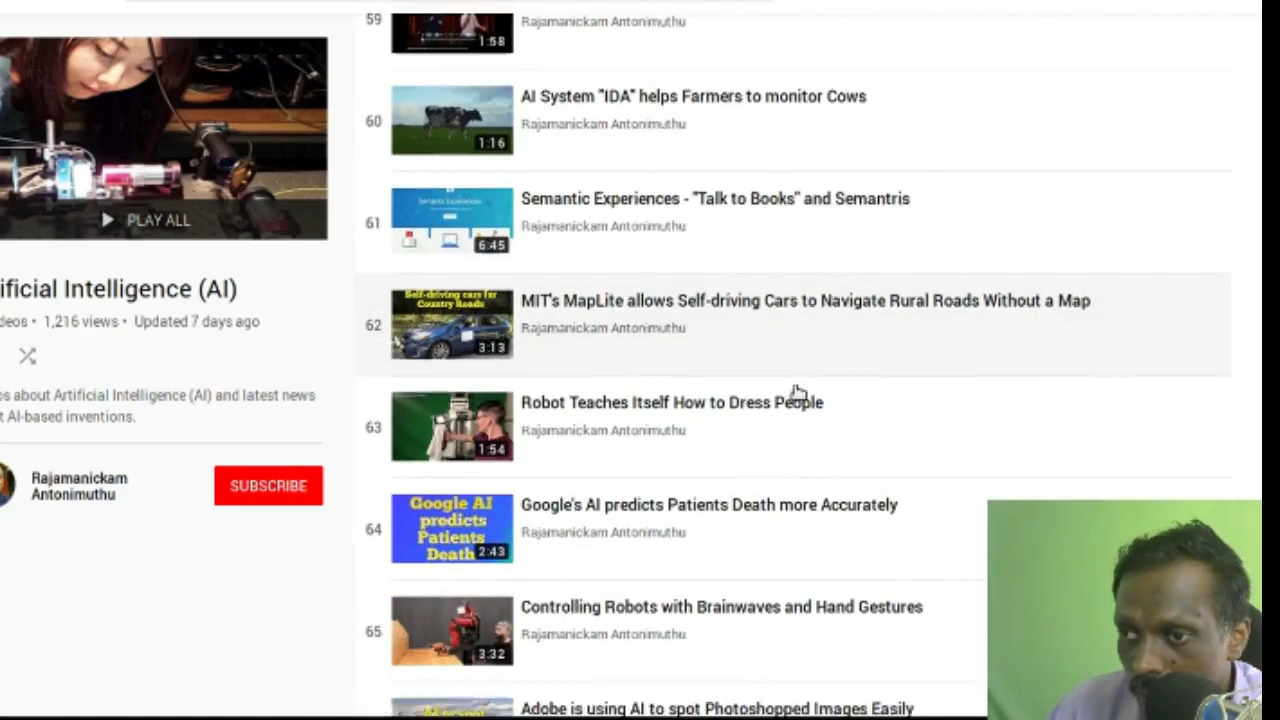 PLAY ALL
ificial Intelligence (AI)
deos • 1,216 views • Updated 7 days ago
os about Artificial Intelligence (AI) and latest news
t AI-based inventions.
Rajamanickam
Antonimuthu
SUBSCRIBE
59
1:58
Rajamanickam Antonimuthu
60
1:16
AI System "IDA" helps Farmers to monitor Cows
Rajamanickam Antonimuthu
61
Semantic Experiences
6:45
Semantic Experiences - "Talk to Books" and Semantris
Rajamanickam Antonimuthu
62
Self-driving cars for
Country Roads
3:13
MIT's MapLite allows Self-driving Cars to Navigate Rural Roads Without a Map
Rajamanickam Antonimuthu
63
1:54
Robot Teaches Itself How to Dress People
Rajamanickam Antonimuthu
64
Google AI
predicts
Patients
Death
2:43
Google's AI predicts Patients Death more Accurately
Rajamanickam Antonimuthu
65
3:32
Controlling Robots with Brainwaves and Hand Gestures
Rajamanickam Antonimuthu
Adobe is using AI to spot Photoshopped Images Easily